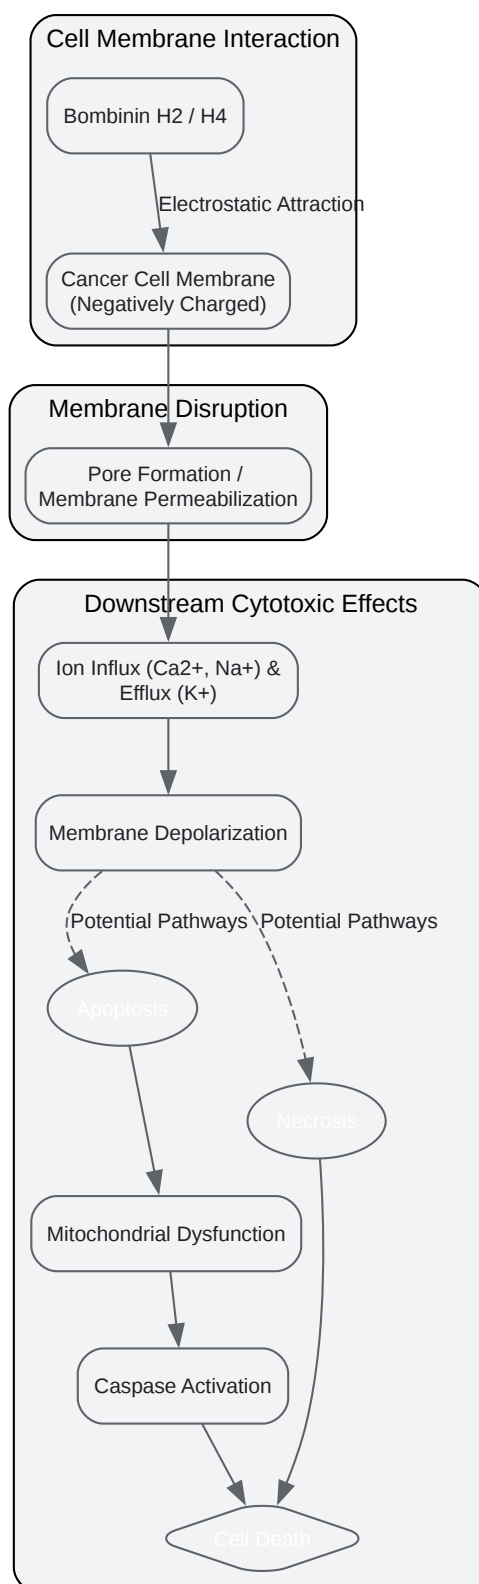 Cell Membrane Interaction
Bombinin H2 / H4
Electrostatic Attraction
Cancer Cell Membrane
(Negatively Charged)
Membrane Disruption
Pore Formation /
Membrane Permeabilization
Downstream Cytotoxic Effects
Ion Influx (Ca2+, Na+) &
Efflux (K+)
Membrane Depolarization
Potential Pathways
Potential Pathways
Apoptosis
Necrosis
Mitochondrial Dysfunction
Caspase Activation
Cell Death